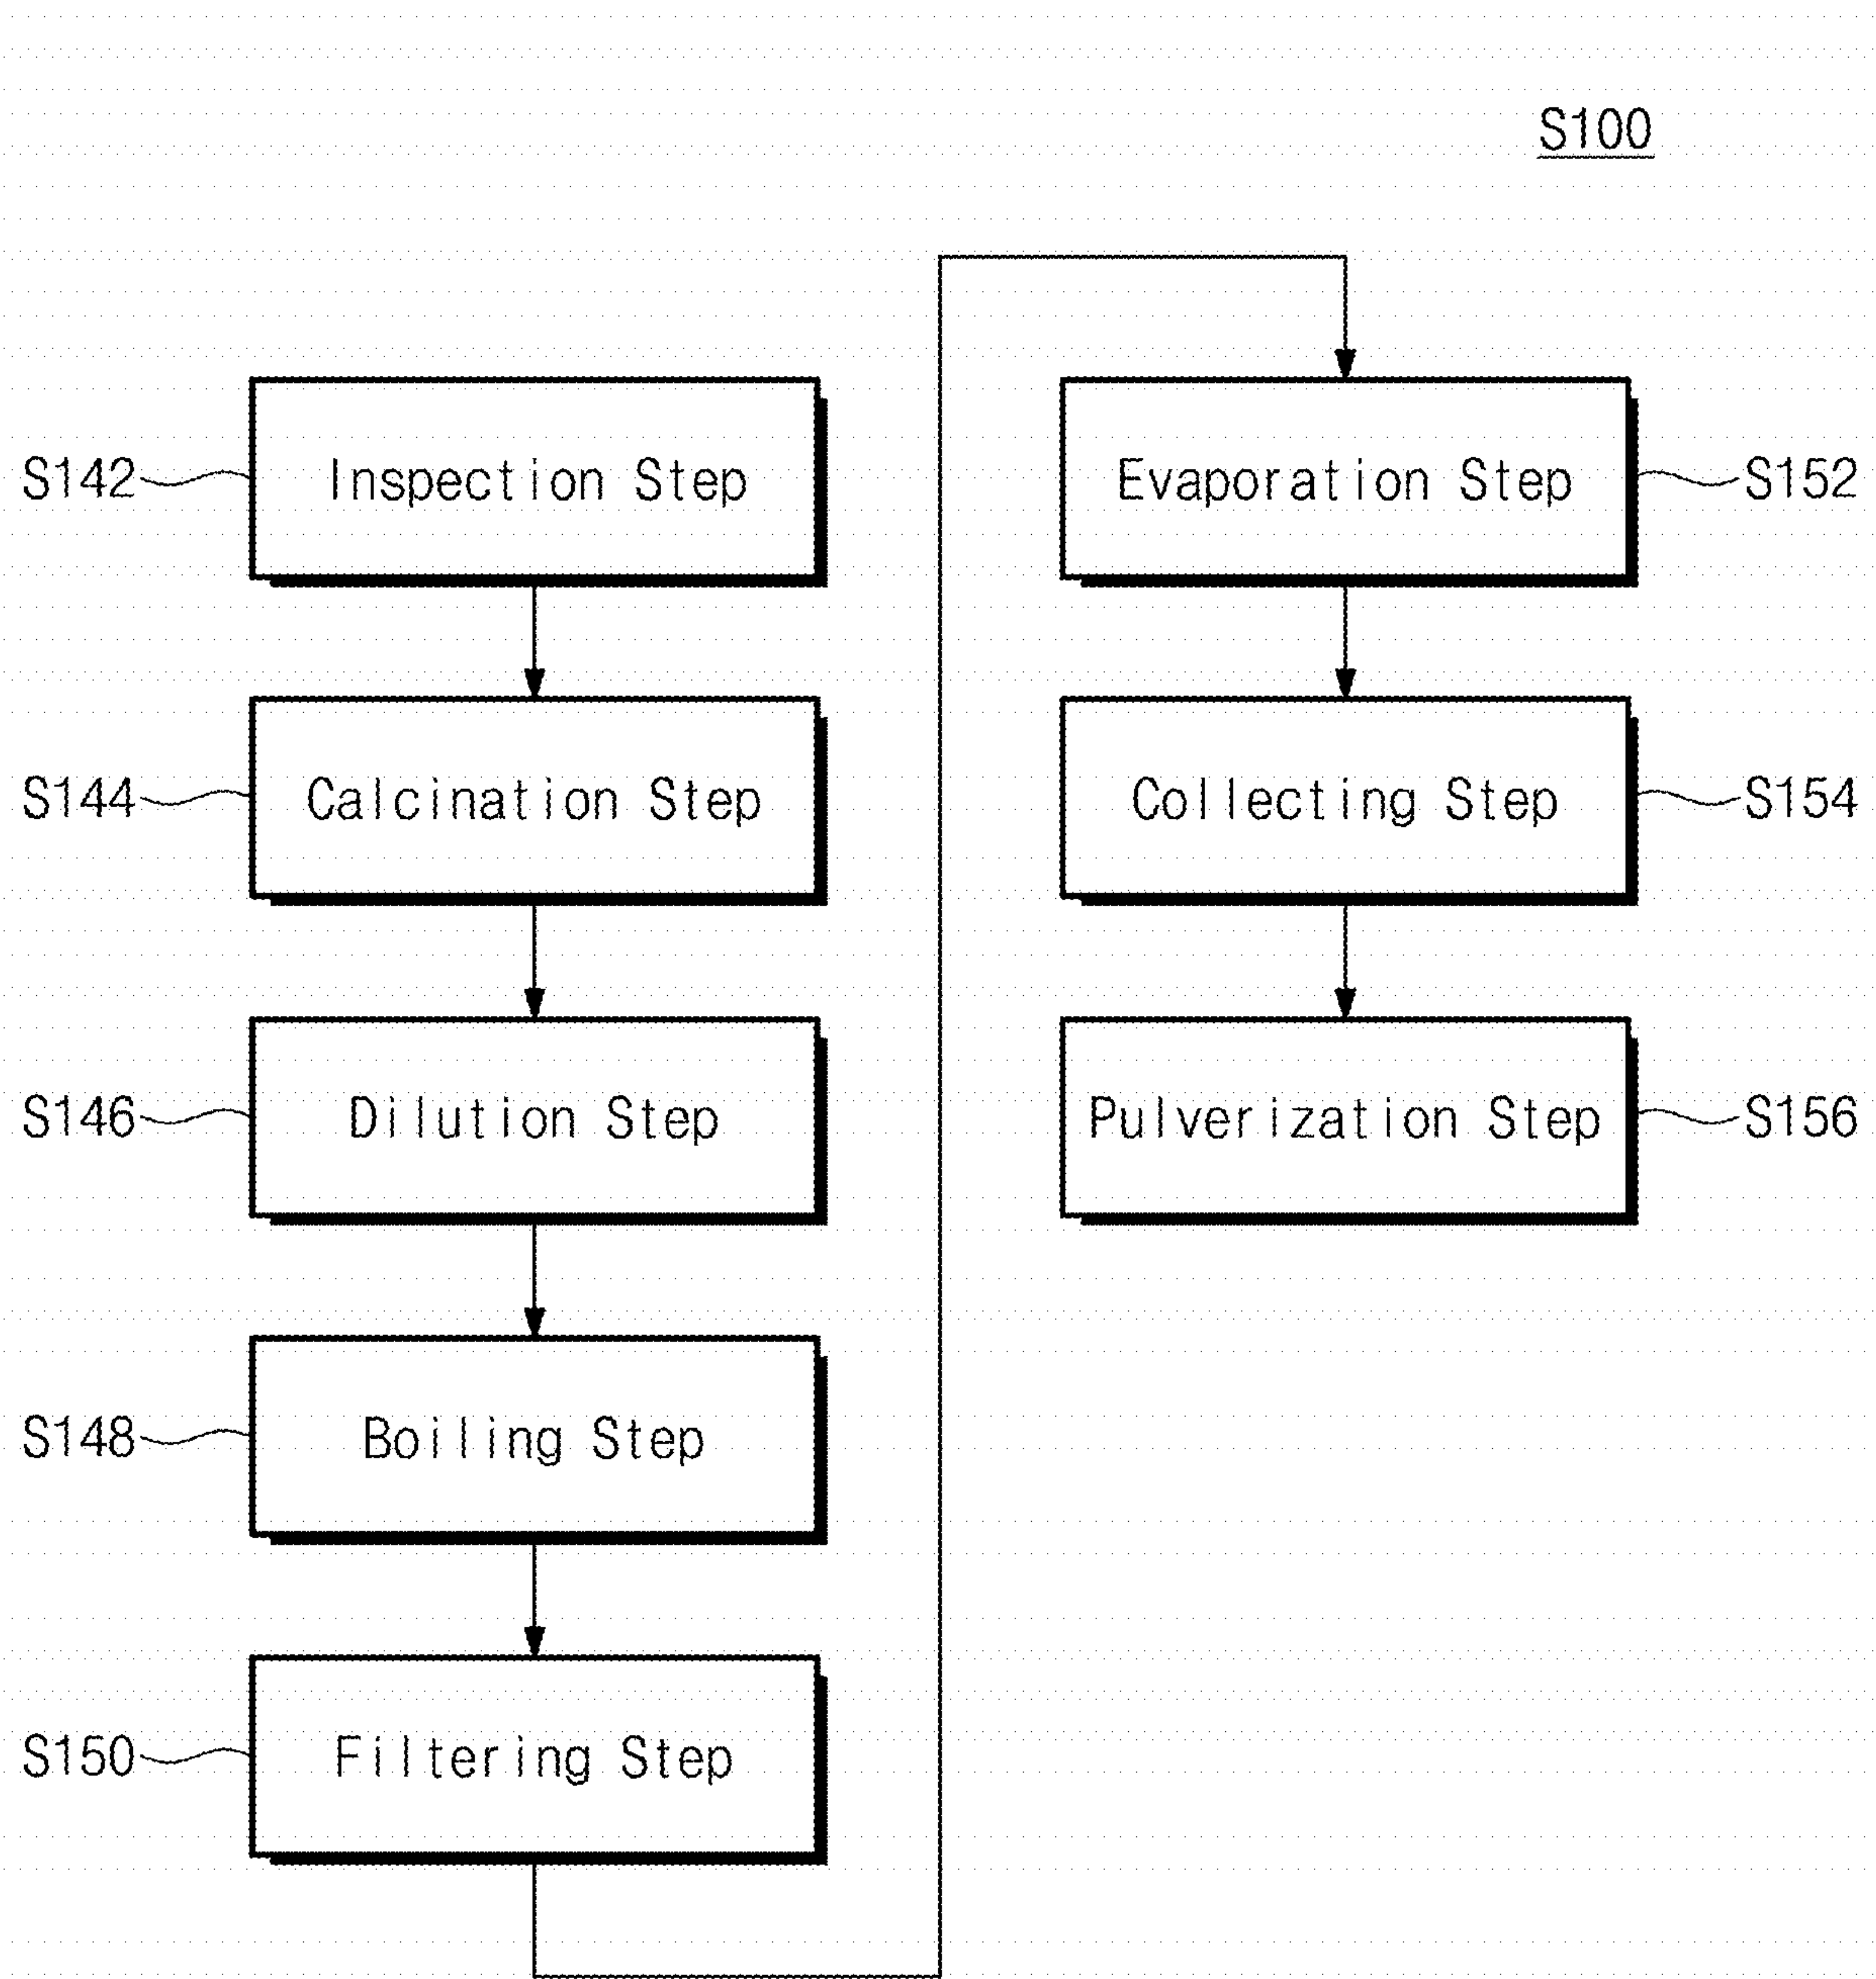 S100
S142 Inspection Step
S144 Calcination Step
S146 Dilution Step
S148 Boiling Step
S150 Filtering Step
Evaporation Step S152
Collecting Step S154
Pulverization Step S156